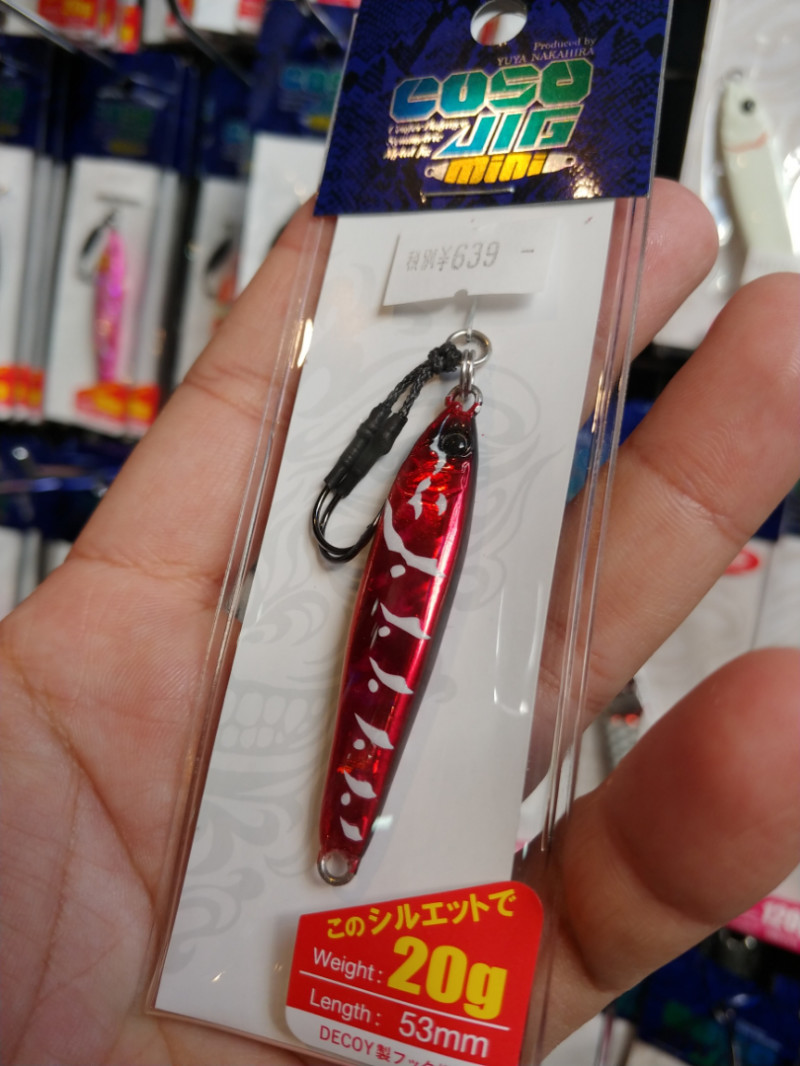 Produced by
YUYA NAKAHIRA
COSO
JIG
mini
税別¥639 -
このシルエットで
Weight: 20g
Length: 53mm
DECOY製フック
120